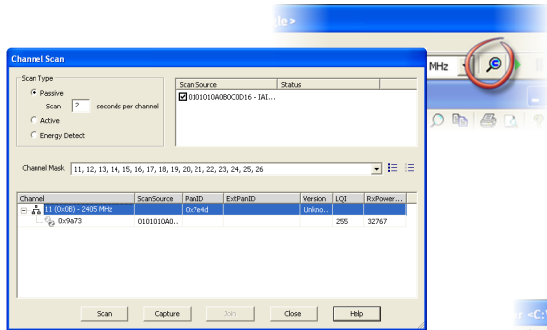 le>
Channel Scan
MHz
Scan Type
Passive
Scan 2 seconds per channel
Active
Energy Detect
Scan Source Status
0101010A0B0C0D16 - IAI...
Channel Mask 11, 12, 13, 14, 15, 16, 17, 18, 19, 20, 21, 22, 23, 24, 25, 26
Channel ScanSource PanID ExtPanID Version LQI RxPower...
11 (0x0B) - 2405 MHz 0x7e4d Unkno...
0x9a73 0101010A0... 255 32767
Scan Capture Join Close Help
<C:\